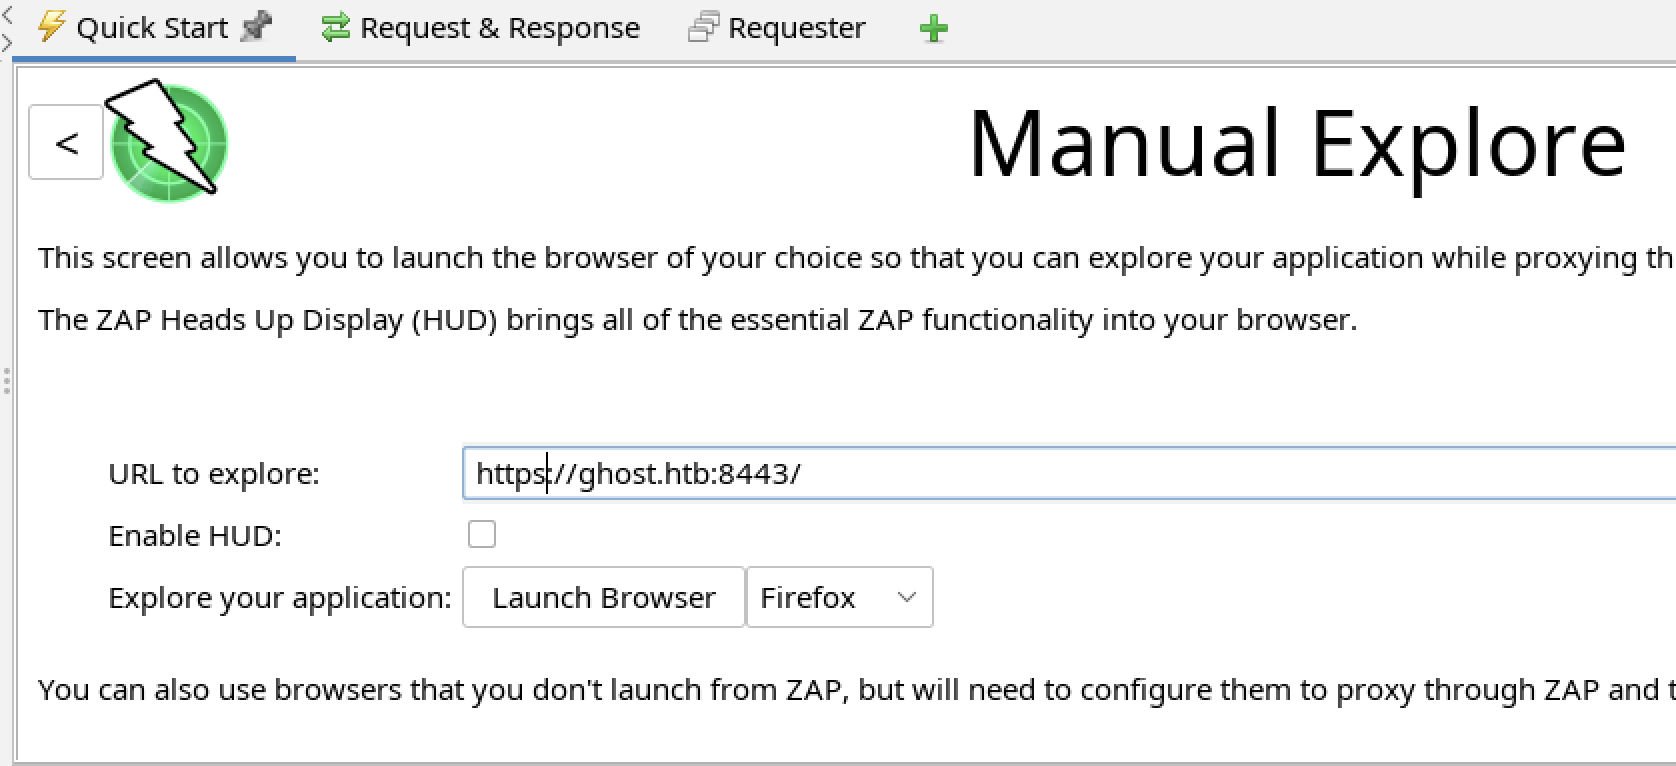 Quick Start Request & Response Requester
< Manual Explore
This screen allows you to launch the browser of your choice so that you can explore your application while proxying th
The ZAP Heads Up Display (HUD) brings all of the essential ZAP functionality into your browser.
URL to explore: https://ghost.htb:8443/
Enable HUD:
Explore your application: Launch Browser Firefox
You can also use browsers that you don't launch from ZAP, but will need to configure them to proxy through ZAP and t